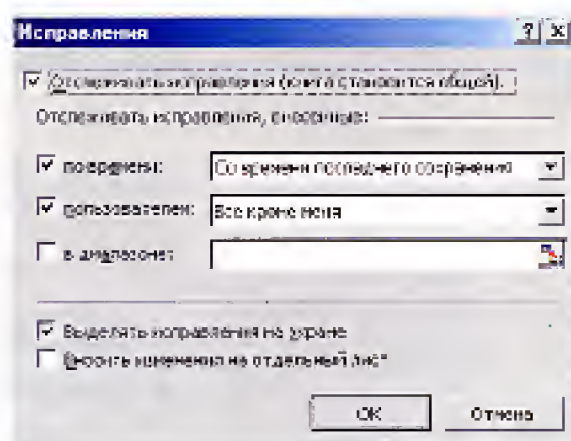 Исправления
Отслеживать исправления (книга становится общей).
Отслеживать исправления, внесенные:
по времени:
Со времени последнего сохранения
пользователем:
Все кроме меня
в диапазоне:
Выделять исправления на экране
Вносить изменения на отдельный лист
ОК
Отмена